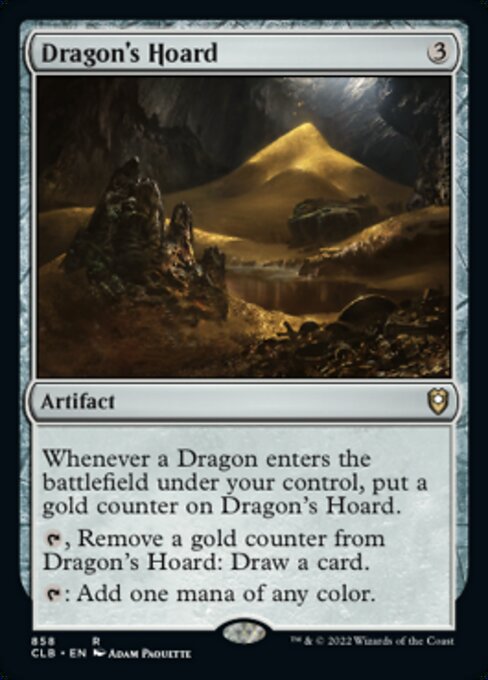 Dragon's Hoard 3
Artifact
Whenever a Dragon enters the
battlefield under your control, put a
gold counter on Dragon's Hoard.
, Remove a gold counter from
Dragon's Hoard: Draw a card.
: Add one mana of any color.
858 R
CLB • EN Adam Paquette
™ & © 2022 Wizards of the Coast